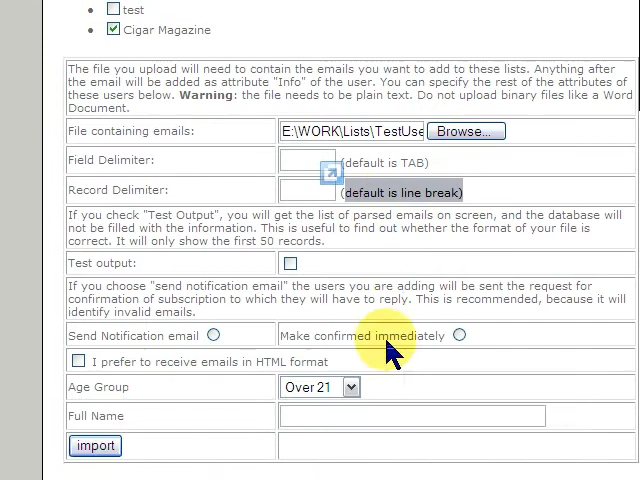 test
Cigar Magazine
The file you upload will need to contain the emails you want to add to these lists. Anything after
the email will be added as attribute "Info" of the user. You can specify the rest of the attributes of
these users below. Warning: the file needs to be plain text. Do not upload binary files like a Word
Document.
File containing emails: E:\WORK\Lists\TestUse Browse...
Field Delimiter: (default is TAB)
Record Delimiter: (default is line break)
If you check "Test Output", you will get the list of parsed emails on screen, and the database will
not be filled with the information. This is useful to find out whether the format of your file is
correct. It will only show the first 50 records.
Test output:
If you choose "send notification email" the users you are adding will be sent the request for
confirmation of subscription to which they will have to reply. This is recommended, because it will
identify invalid emails.
Send Notification email Make confirmed immediately
I prefer to receive emails in HTML format
Age Group Over 21
Full Name
import